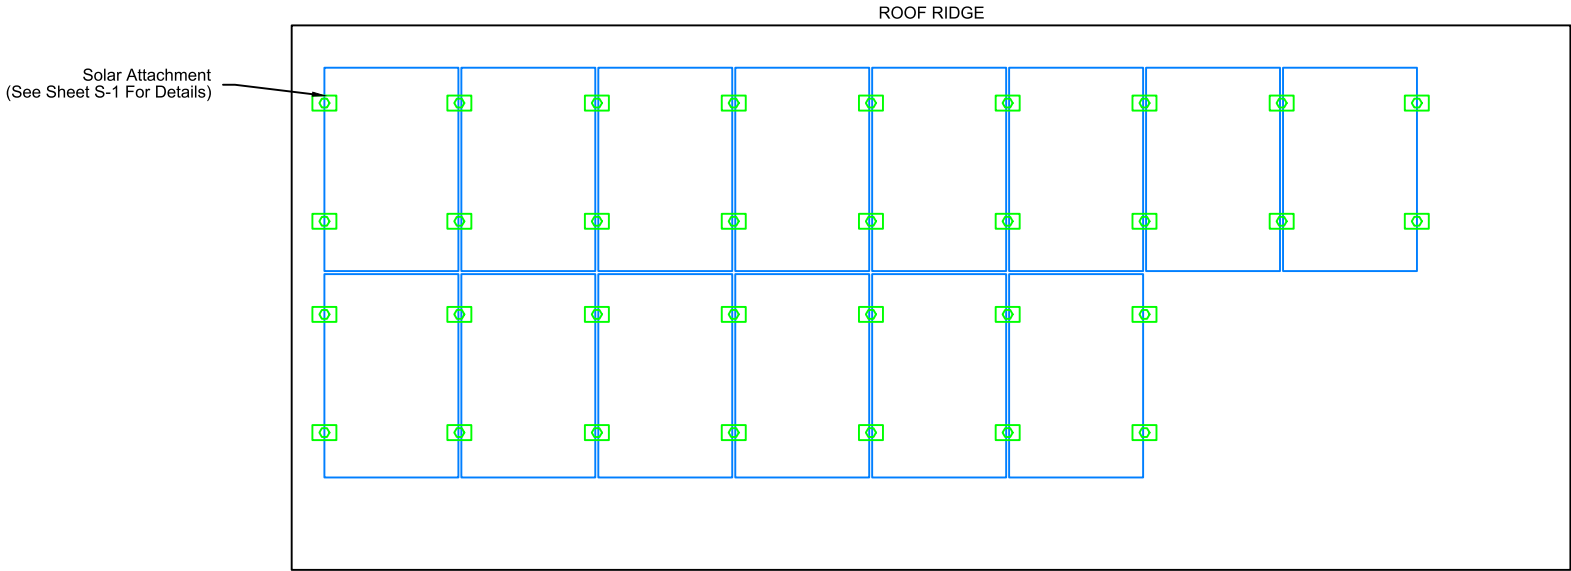 ROOF RIDGE
Solar Attachment
(See Sheet S-1 For Details)